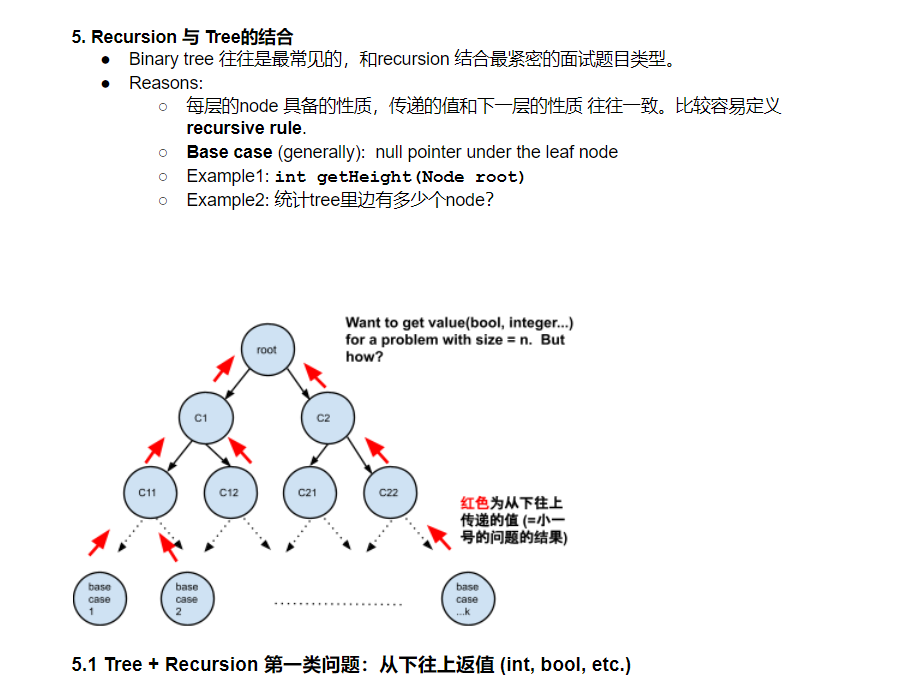 5. Recursion 与 Tree的结合
● Binary tree 往往是最常见的，和recursion 结合最紧密的面试题目类型。
● Reasons:
○ 每层的node 具备的性质，传递的值和下一层的性质 往往一致。比较容易定义
recursive rule.
○ Base case (generally): null pointer under the leaf node
○ Example1: int getHeight(Node root)
○ Example2: 统计tree里边有多少个node?
Want to get value(bool, integer...)
for a problem with size = n. But
how?
root
C1
C2
C11
C12
C21
C22
红色为从下往上
传递的值 (=小一
号的问题的结果)
base
case
1
base
case
2
........................
base
case
...k
5.1 Tree + Recursion 第一类问题：从下往上返值 (int, bool, etc.)